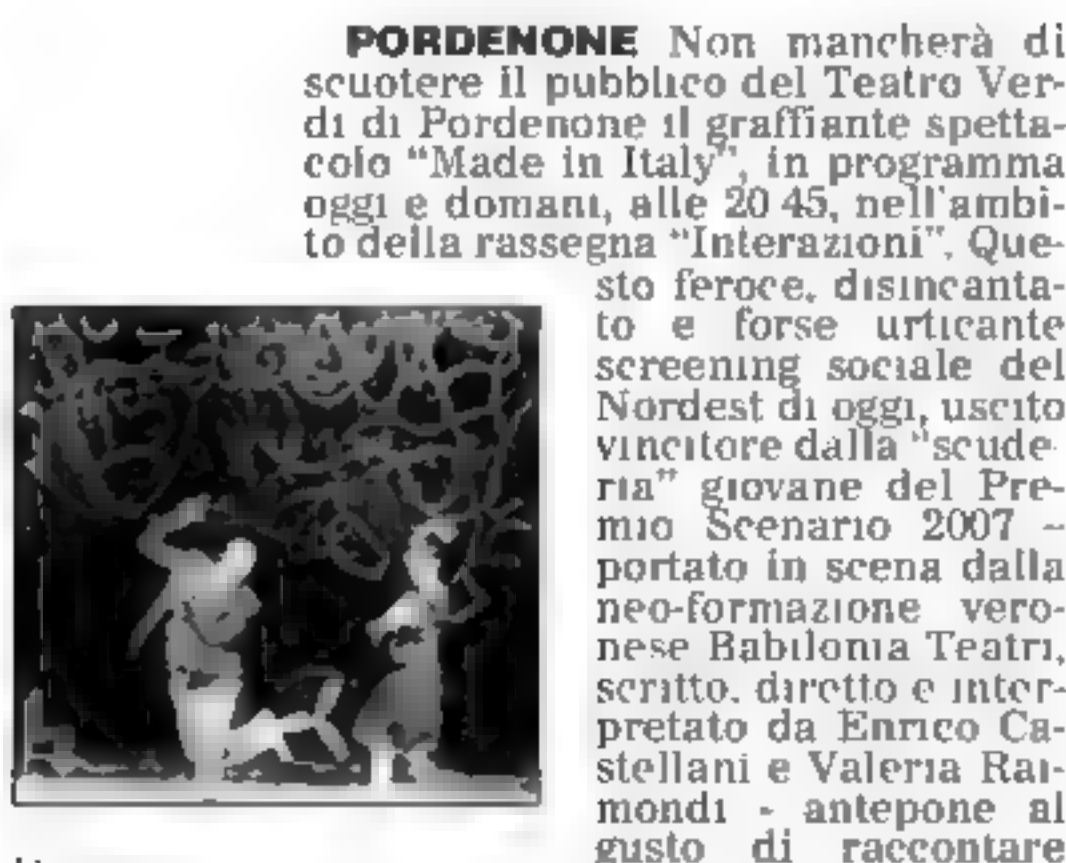 PORDENONE Non mancherà di
scuotere il pubblico del Teatro Ver-
di di Pordenone il graffiante spetta-
colo “Made in Italy”, in programma
oggi e domani, alle 20 45, nell'ambi-
to della rassegna “Interazioni”. Que-
sto feroce, disincanta-
to e forse urticante
screening sociale del
Nordest di oggi, uscito
vincitore dalla “scude-
ria” giovane del Pre-
mio Scenario 2007 –
portato in scena dalla
neo-formazione vero-
nese Babilonia Teatri,
scritto, diretto e inter-
pretato da Enrico Ca-
stellani e Valeria Rai-
mondi - antepone al
gusto di raccontare